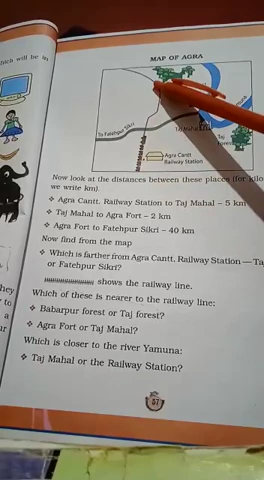 hich will be in
MAP OF AGRA
To Fatehpur Sikri
Taj Mahal
Taj
Forest
Agra Cantt
Railway Station
Now look at the distances between these places (for kilo
we write km).
❖ Agra Cantt. Railway Station to Taj Mahal – 5 km
❖ Taj Mahal to Agra Fort – 2 km
❖ Agra Fort to Fatehpur Sikri – 40 km
Now find from the map
❖ Which is farther from Agra Cantt. Railway Station — Ta
or Fatehpur Sikri?
shows the railway line.
Which of these is nearer to the railway line:
❖ Babarpur forest or Taj forest?
❖ Agra Fort or Taj Mahal?
Which is closer to the river Yamuna:
❖ Taj Mahal or the Railway Station?
hey
to
a
ur
57